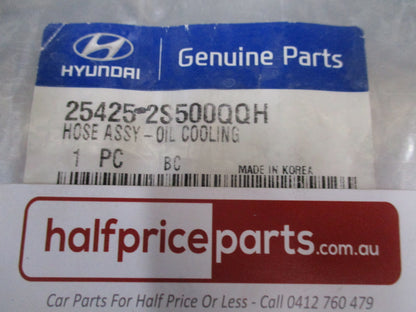 HYUNDAI
Genuine Parts
25425-2S500QQH
HOSE ASSY-OIL COOLING
1 PC BC
MADE IN KOREA
halfpriceparts.com.au
Car Parts For Half Price Or Less - Call 0412 760 479